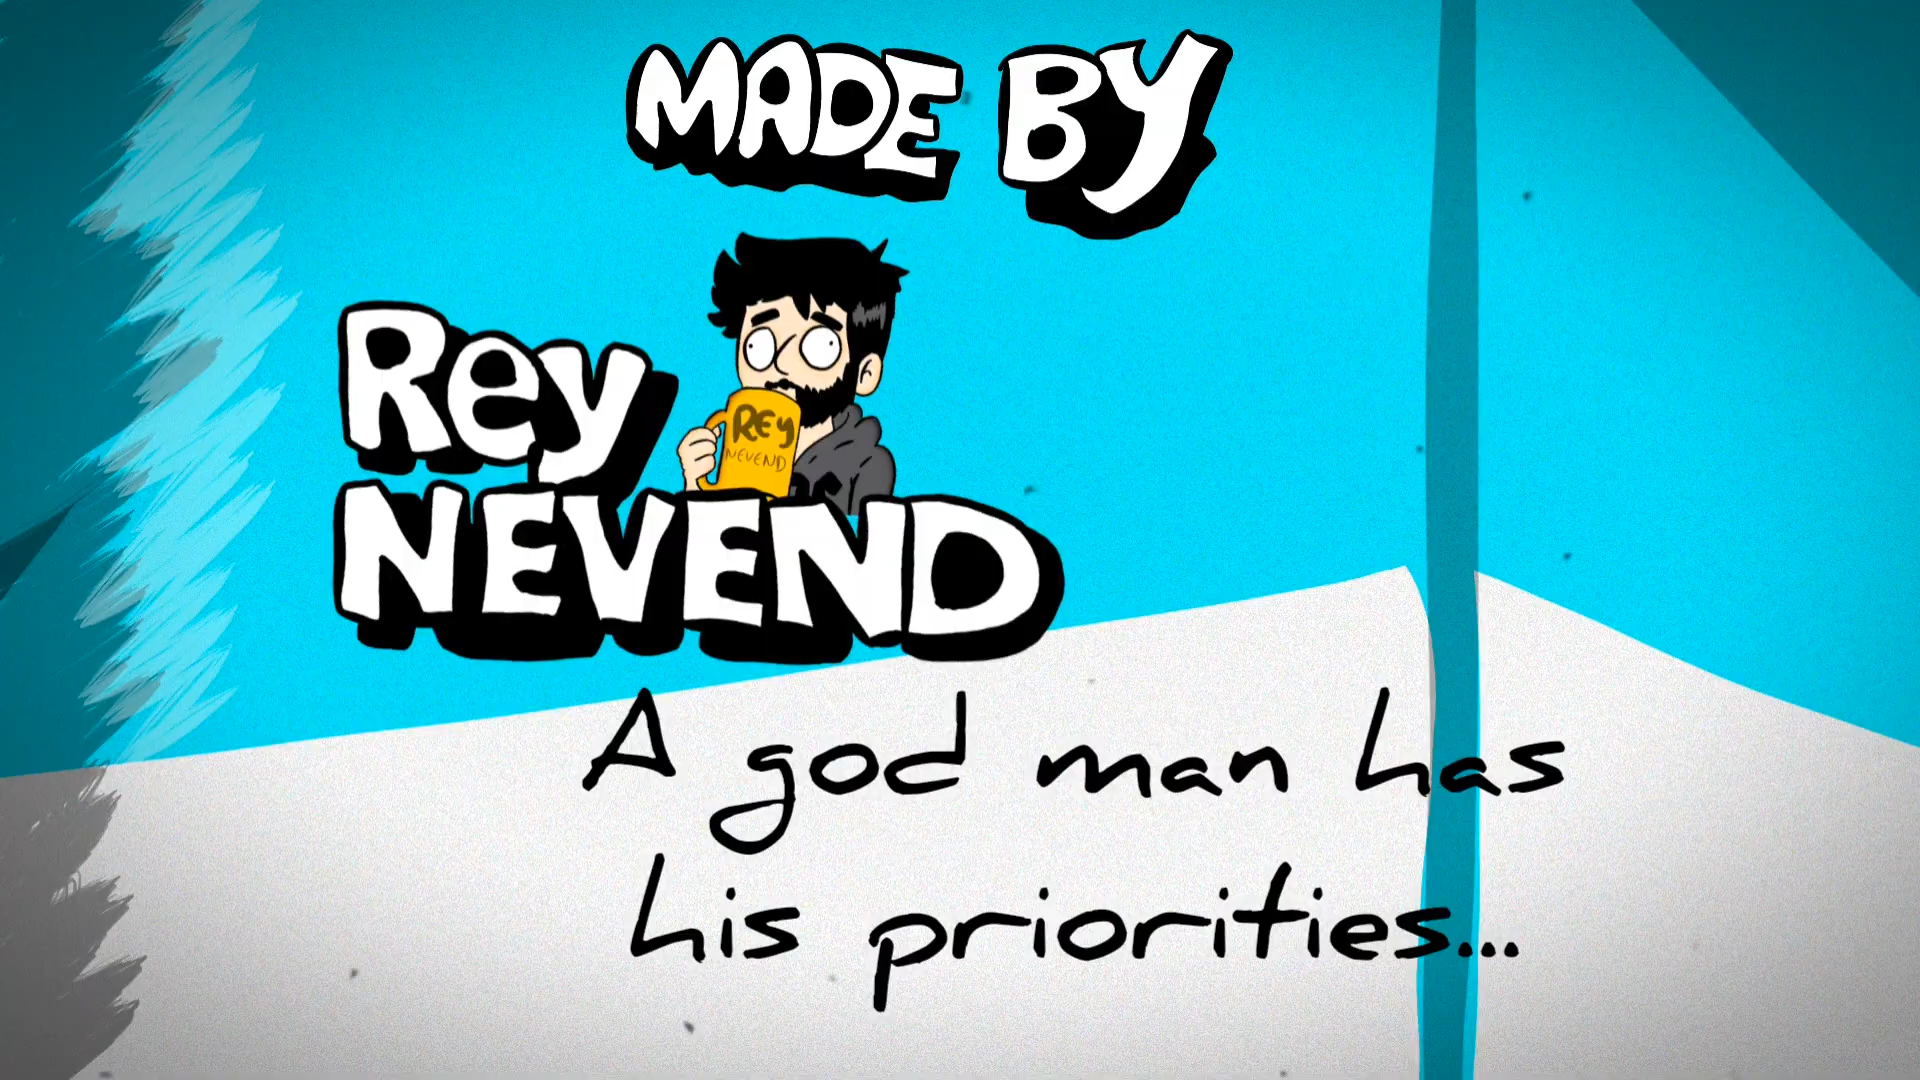 MADE BY
Rey
REY
NEVEND
NEVEND
A god man has
his priorities...